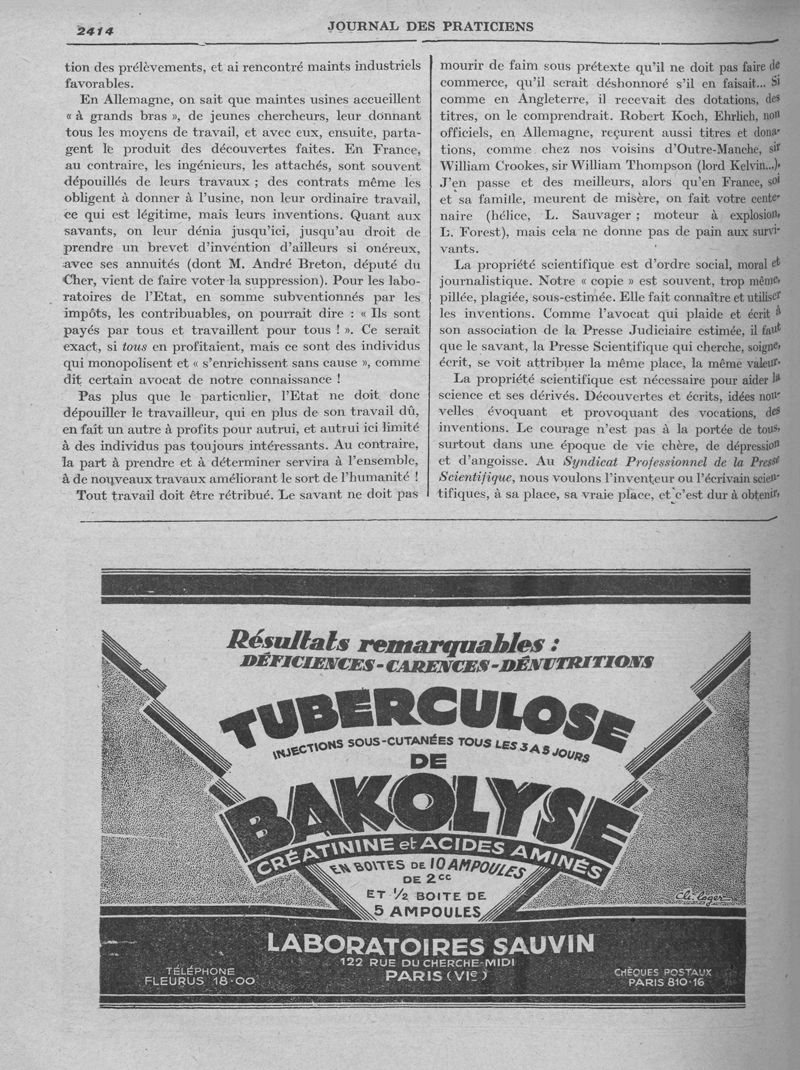 2414
JOURNAL DES PRATICIENS
tion des prélèvements, et ai rencontré maints industriels
favorables.
En Allemagne, on sait que maintes usines accueillent
« à grands bras », de jeunes chercheurs, leur donnant
tous les moyens de travail, et avec eux, ensuite, parta-
gent le produit des découvertes faites. En France,
au contraire, les ingénieurs, les attachés, sont souvent
dépouillés de leurs travaux ; des contrats même les
obligent à donner à l'usine, non leur ordinaire travail,
ce qui est légitime, mais leurs inventions. Quant aux
savants, on leur dénia jusqu'ici, jusqu'au droit de
prendre un brevet d'invention d'ailleurs si onéreux,
avec ses annuités (dont M. André Breton, député du
Cher, vient de faire voter la suppression). Pour les labo-
ratoires de l'Etat, en somme subventionnés par les
impôts, les contribuables, on pourrait dire : « Ils sont
payés par tous et travaillent pour tous ! ». Ce serait
exact, si tous en profitaient, mais ce sont des individus
qui monopolisent et « s'enrichissent sans cause », comme
dit certain avocat de notre connaissance !
Pas plus que le particnlier, l'Etat ne doit donc
dépouiller le travailleur, qui en plus de son travail dû,
en fait un autre à profits pour autrui, et autrui ici limité
à des individus pas toujours intéressants. Au contraire,
la part à prendre et à déterminer servira à l'ensemble,
à de nouveaux travaux améliorant le sort de l'humanité !
Tout travail doit être rétribué. Le savant ne doit pas
mourir de faim sous prétexte qu'il ne doit pas faire de
commerce, qu'il serait déshonnoré s'il en faisait... Si
comme en Angleterre, il recevait des dotations, des
titres, on le comprendrait. Robert Koch, Ehrlich, non
officiels, en Allemagne, reçurent aussi titres et dona-
tions, comme chez nos voisins d'Outre-Manche, sir
William Crookes, sir William Thompson (lord Kelvin...).
J'en passe et des meilleurs, alors qu'en France, soi
et sa famille, meurent de misère, on fait votre cente-
naire (hélice, L. Sauvager ; moteur à explosion,
L. Forest), mais cela ne donne pas de pain aux survi-
vants.
La propriété scientifique est d'ordre social, moral et
journalistique. Notre « copie » est souvent, trop même,
pillée, plagiée, sous-estimée. Elle fait connaître et utiliser
les inventions. Comme l'avocat qui plaide et écrit à
son association de la Presse Judiciaire estimée, il faut
que le savant, la Presse Scientifique qui cherche, soigne,
écrit, se voit attribuer la même place, la même valeur.
La propriété scientifique est nécessaire pour aider la
science et ses dérivés. Découvertes et écrits, idées nou-
velles évoquant et provoquant des vocations, des
inventions. Le courage n'est pas à la portée de tous,
surtout dans une époque de vie chère, de dépression
et d'angoisse. Au Syndicat Professionnel de la Presse
Scientifique, nous voulons l'inventeur ou l'écrivain scien-
tifiques, à sa place, sa vraie place, et c'est dur à obtenir,
Résultats remarquables :
DÉFICIENCES-CARENCES-DÉNUTRITIONS
TUBERCULOSE
INJECTIONS SOUS-CUTANÉES TOUS LES 3 A 5 JOURS
DE
BAKOLYSE
CRÉATININE et ACIDES AMINÉS
EN BOITES DE 10 AMPOULES
DE 2cc
ET ½ BOITE DE
5 AMPOULES
LABORATOIRES SAUVIN
122 RUE DU CHERCHE-MIDI
PARIS (VIe)
TÉLÉPHONE
FLEURUS 18-00
CHÈQUES POSTAUX
PARIS 810-16